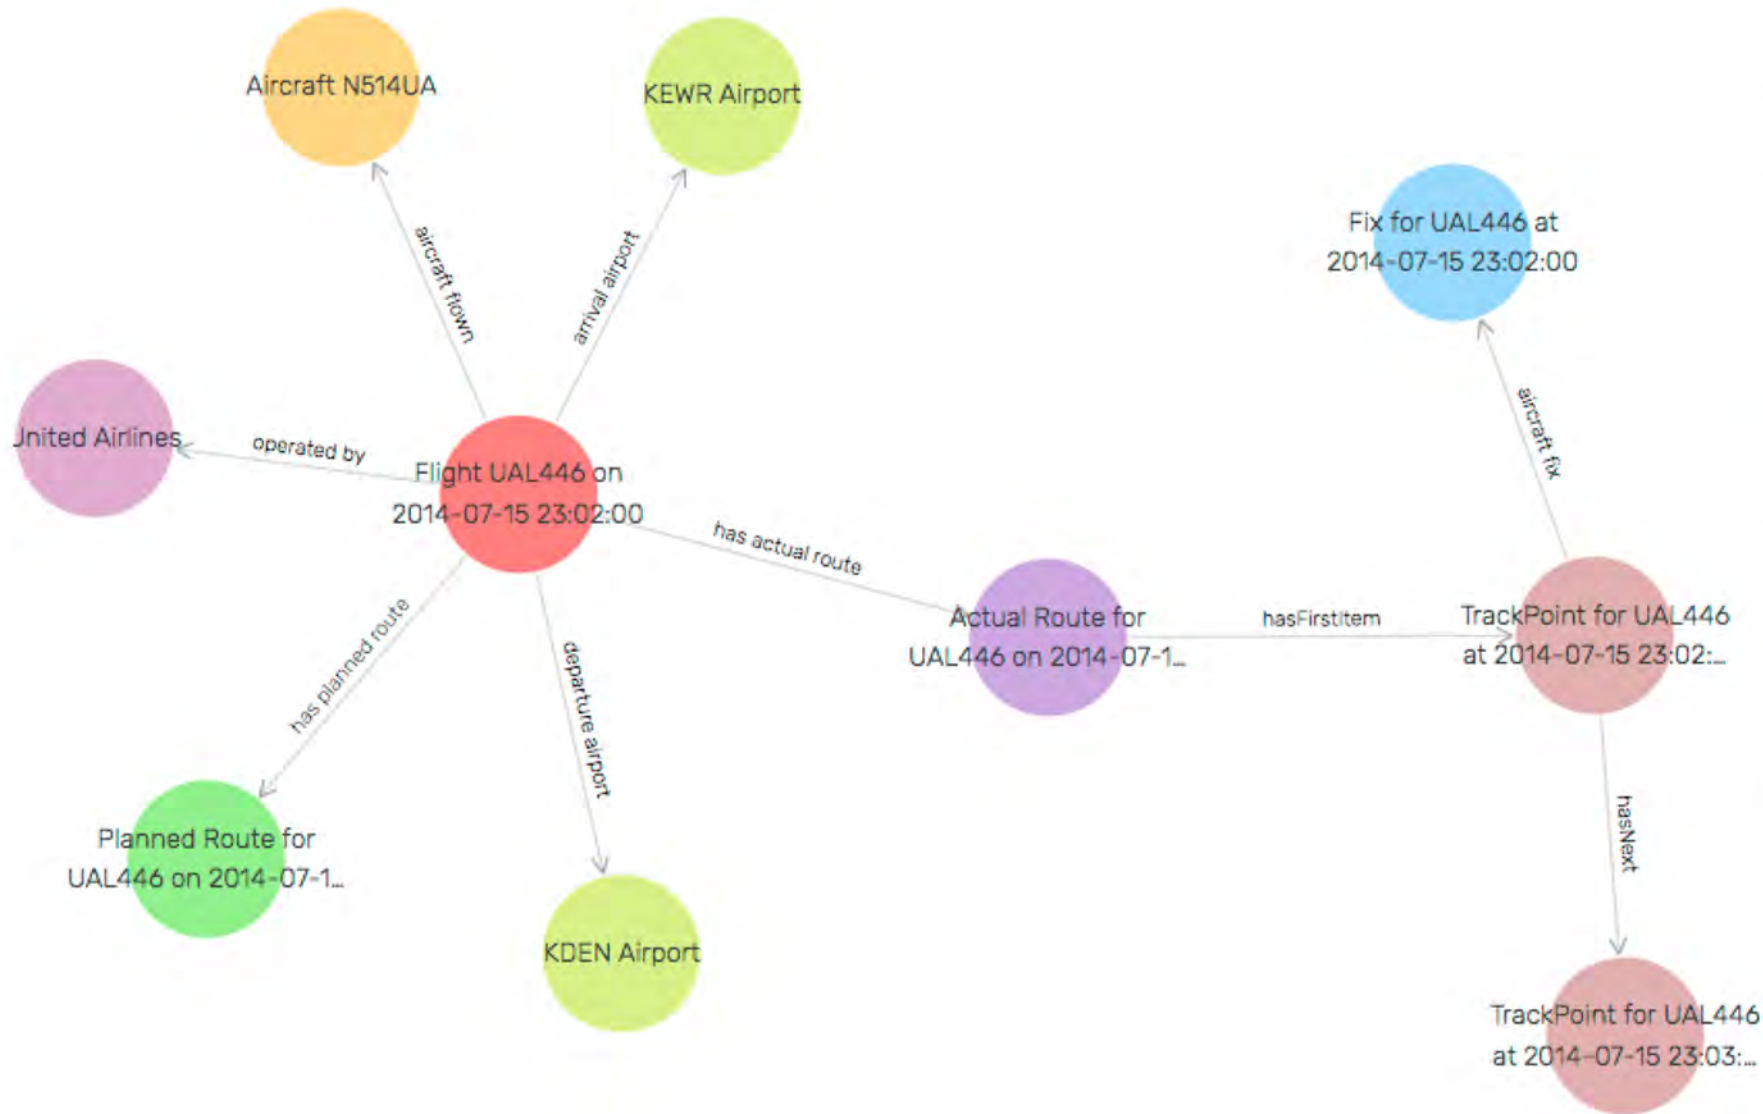 Aircraft N514UA
KEWR Airport
aircraft flown
arrival airport
Fix for UAL446 at
2014-07-15 23:02:00
aircraft fix
Jnited Airlines
operated by
Flight UAL446 on
2014-07-15 23:02:00
has actual route
Actual Route for
UAL446 on 2014-07-1…
hasFirstItem
TrackPoint for UAL446
at 2014-07-15 23:02:…
has planned route
departure airport
hasNext
Planned Route for
UAL446 on 2014-07-1…
KDEN Airport
TrackPoint for UAL446
at 2014-07-15 23:03:…